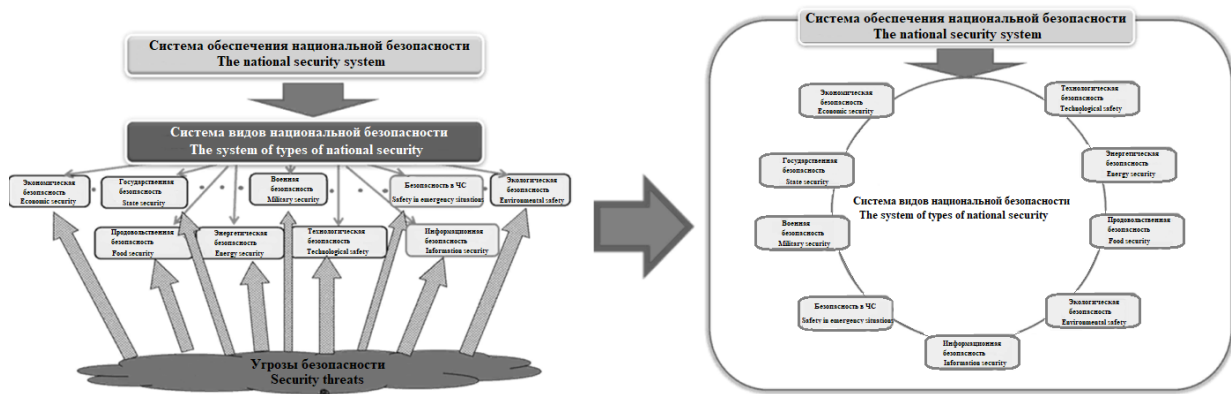 Система обеспечения национальной безопасности
The national security system
Система видов национальной безопасности
The system of types of national security
Экономическая
безопасность
Economic security
Государственная
безопасность
State security
Военная
безопасность
Military security
Безопасность в ЧС
Safety in emergency situations
Экологическая
безопасность
Environmental safety
Продовольственная
безопасность
Food security
Энергетическая
безопасность
Energy security
Технологическая
безопасность
Technological safety
Информационная
безопасность
Information security
Угрозы безопасности
Security threats
Система обеспечения национальной безопасности
The national security system
Экономическая
безопасность
Economic security
Технологическая
безопасность
Technological safety
Государственная
безопасность
State security
Энергетическая
безопасность
Energy security
Система видов национальной безопасности
The system of types of national security
Военная
безопасность
Military security
Продовольственная
безопасность
Food security
Безопасность в ЧС
Safety in emergency situations
Экологическая
безопасность
Environmental safety
Информационная
безопасность
Information security